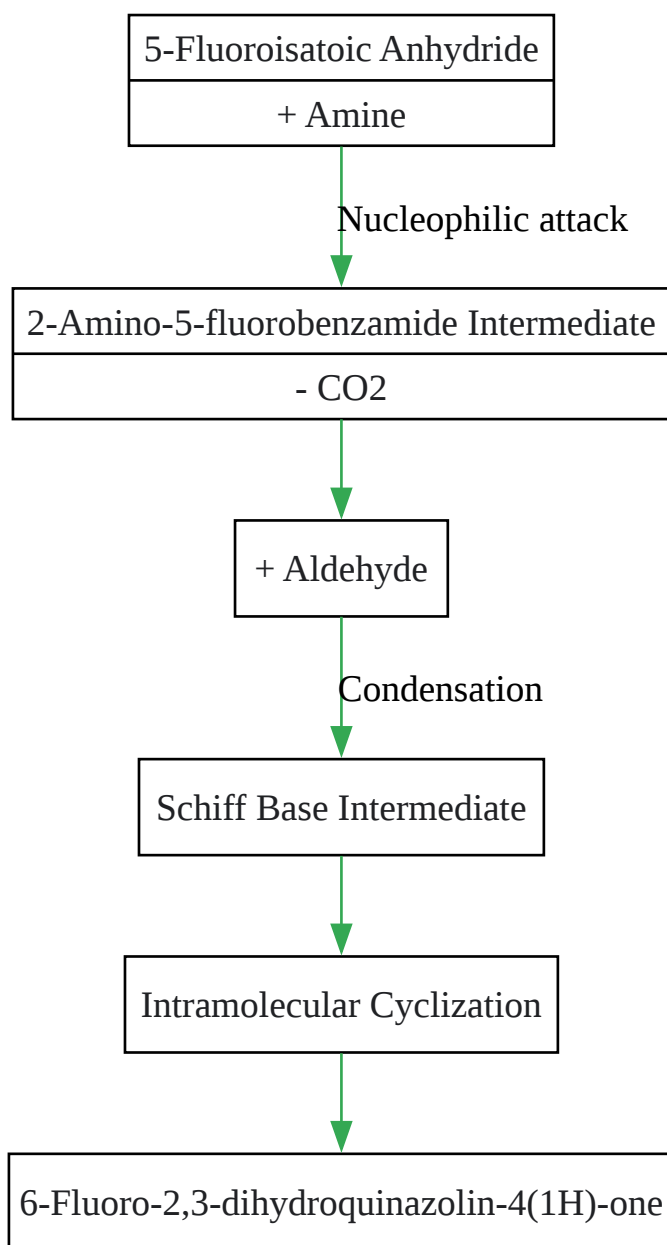 5-Fluoroisatoic Anhydride
+ Amine
Nucleophilic attack
2-Amino-5-fluorobenzamide Intermediate
- CO2
+ Aldehyde
Condensation
Schiff Base Intermediate
Intramolecular Cyclization
6-Fluoro-2,3-dihydroquinazolin-4(1H)-one